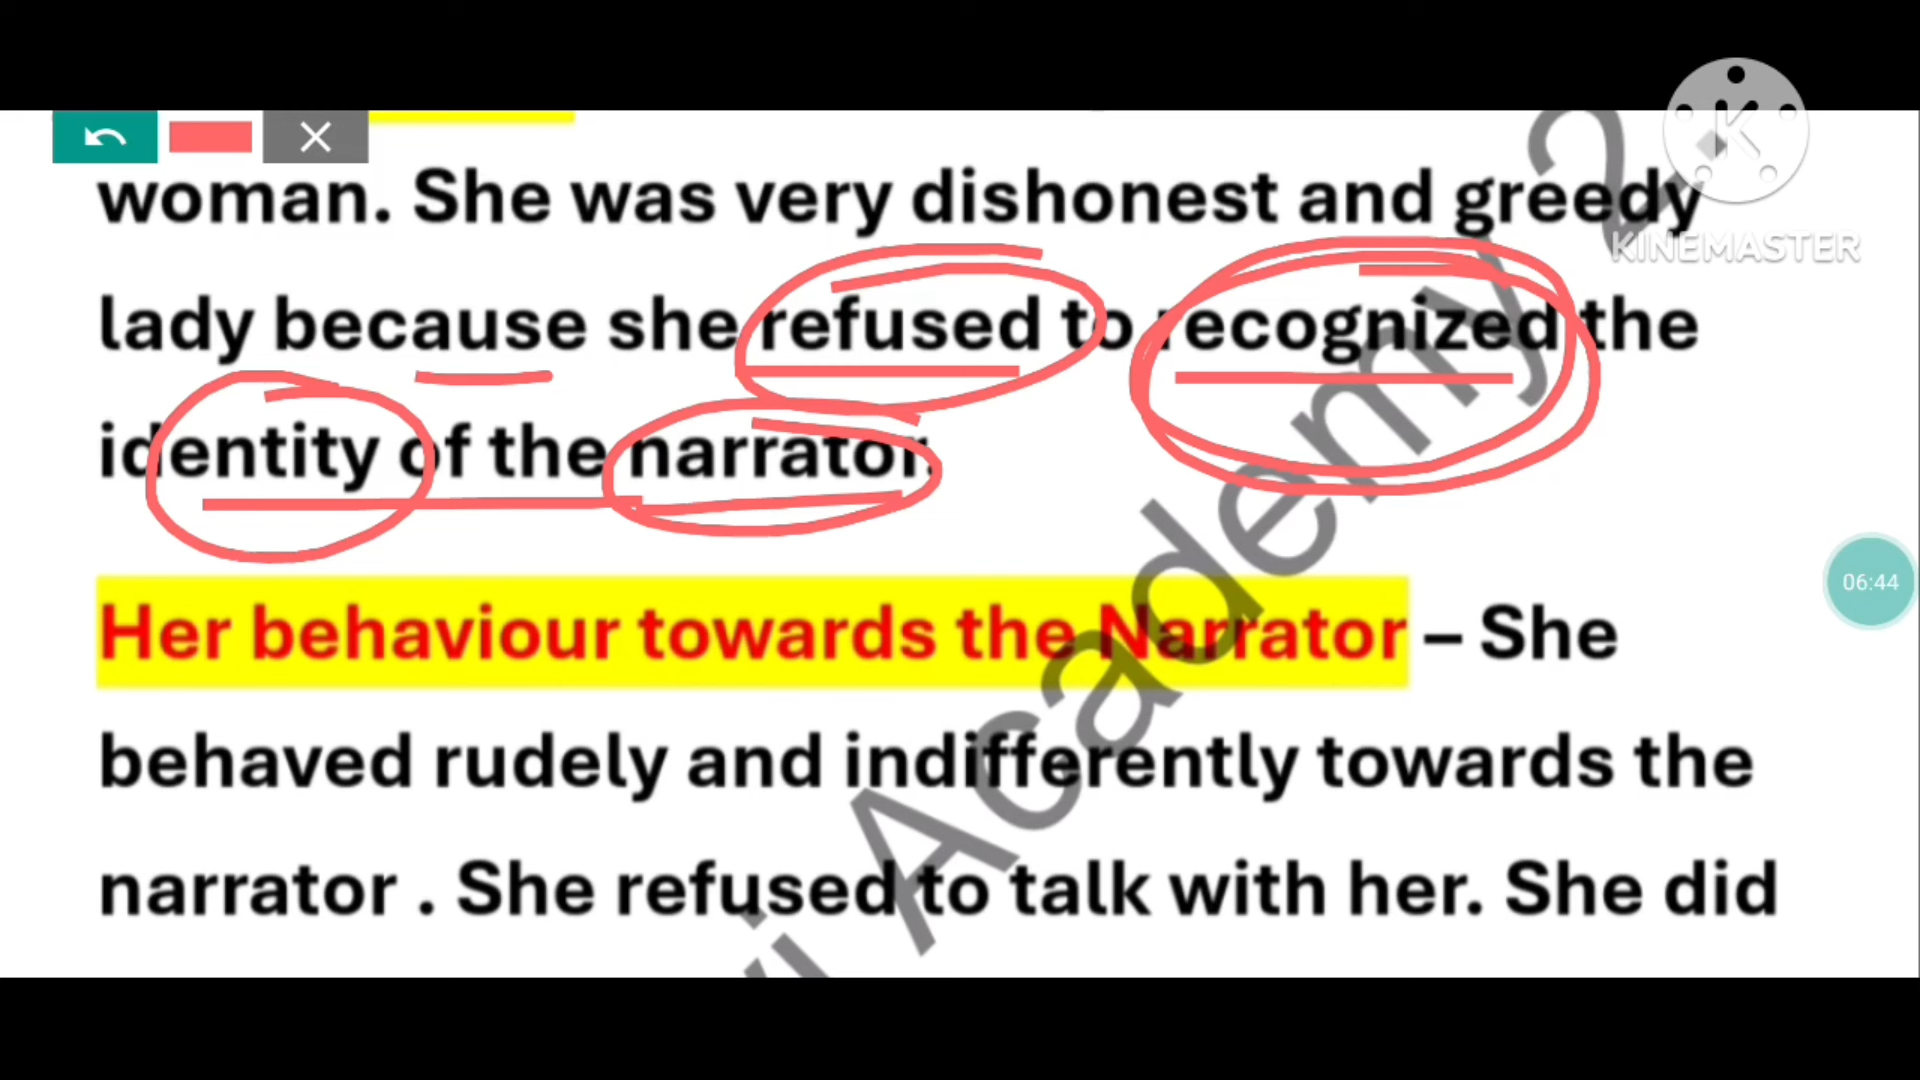 woman. She was very dishonest and greedy
KINEMASTER
lady because she refused to recognized the
identity of the narrator.
06:44
Her behaviour towards the Narrator – She
behaved rudely and indifferently towards the
narrator . She refused to talk with her. She did
i Academy 2